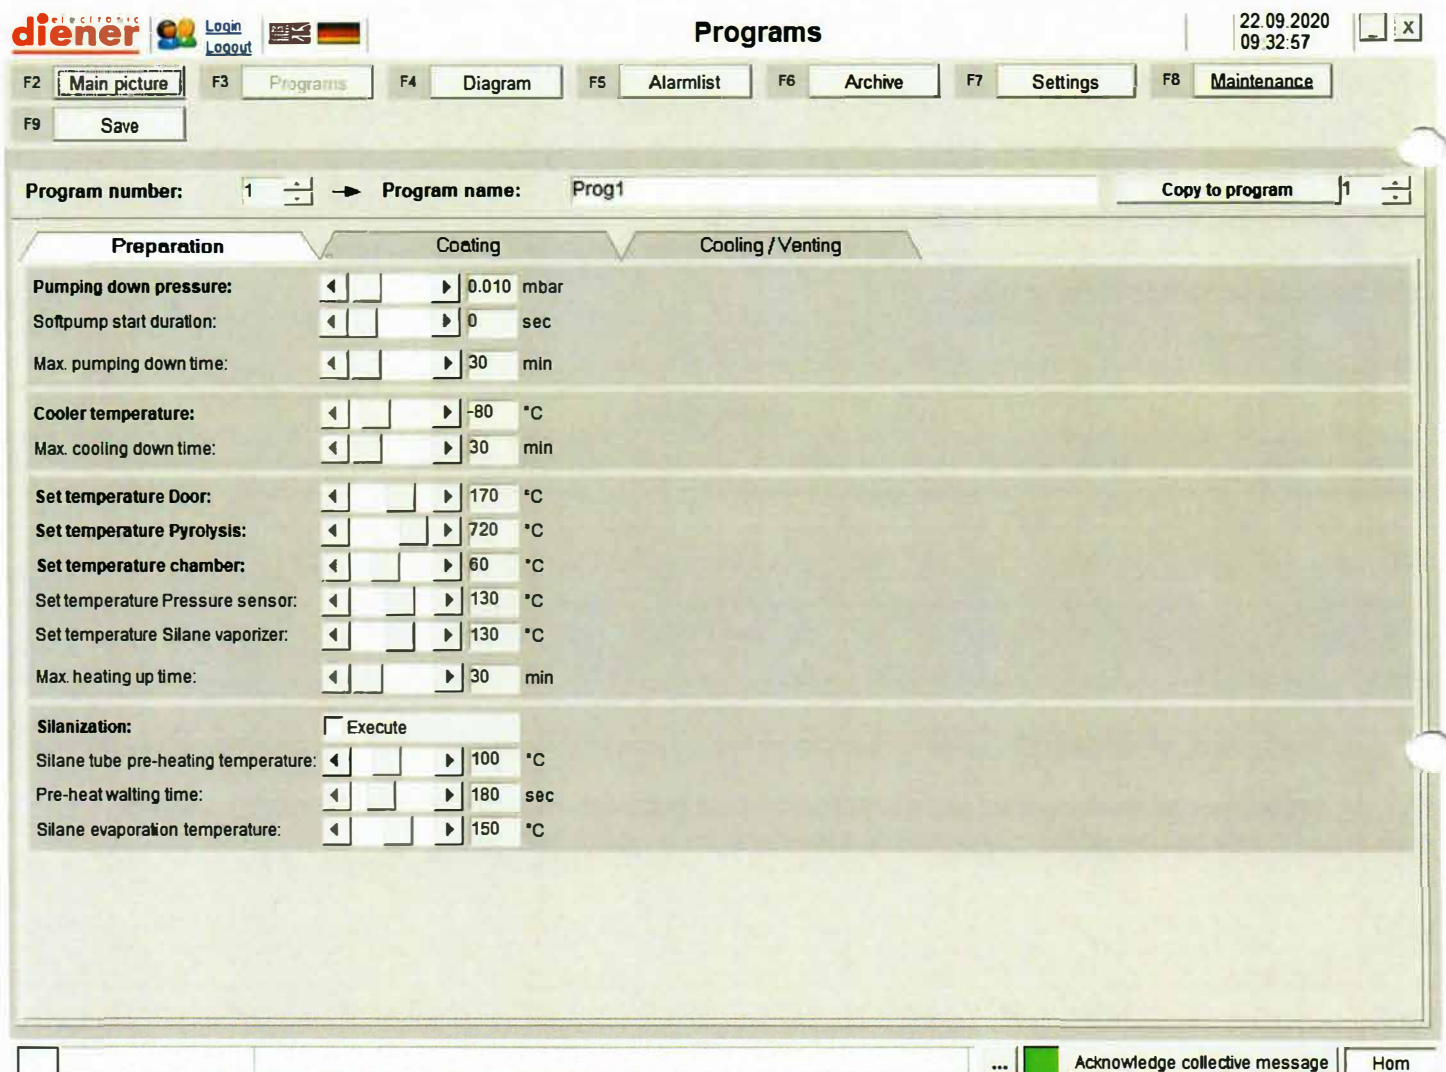 electronic
diener
Login
Logout
Programs
22.09.2020
09:32:57
_ X
F2 Main picture F3 Programs F4 Diagram F5 Alarmlist F6 Archive F7 Settings F8 Maintenance
F9 Save
Program number: 1 Program name: Prog1 Copy to program 1
Preparation Coating Cooling / Venting
Pumping down pressure: 0.010 mbar
Softpump start duration: 0 sec
Max. pumping down time: 30 min
Cooler temperature: -80 °C
Max. cooling down time: 30 min
Set temperature Door: 170 °C
Set temperature Pyrolysis: 720 °C
Set temperature chamber: 60 °C
Set temperature Pressure sensor: 130 °C
Set temperature Silane vaporizer: 130 °C
Max. heating up time: 30 min
Silanization: Execute
Silane tube pre-heating temperature: 100 °C
Pre-heat waiting time: 180 sec
Silane evaporation temperature: 150 °C
... Acknowledge collective message Horn